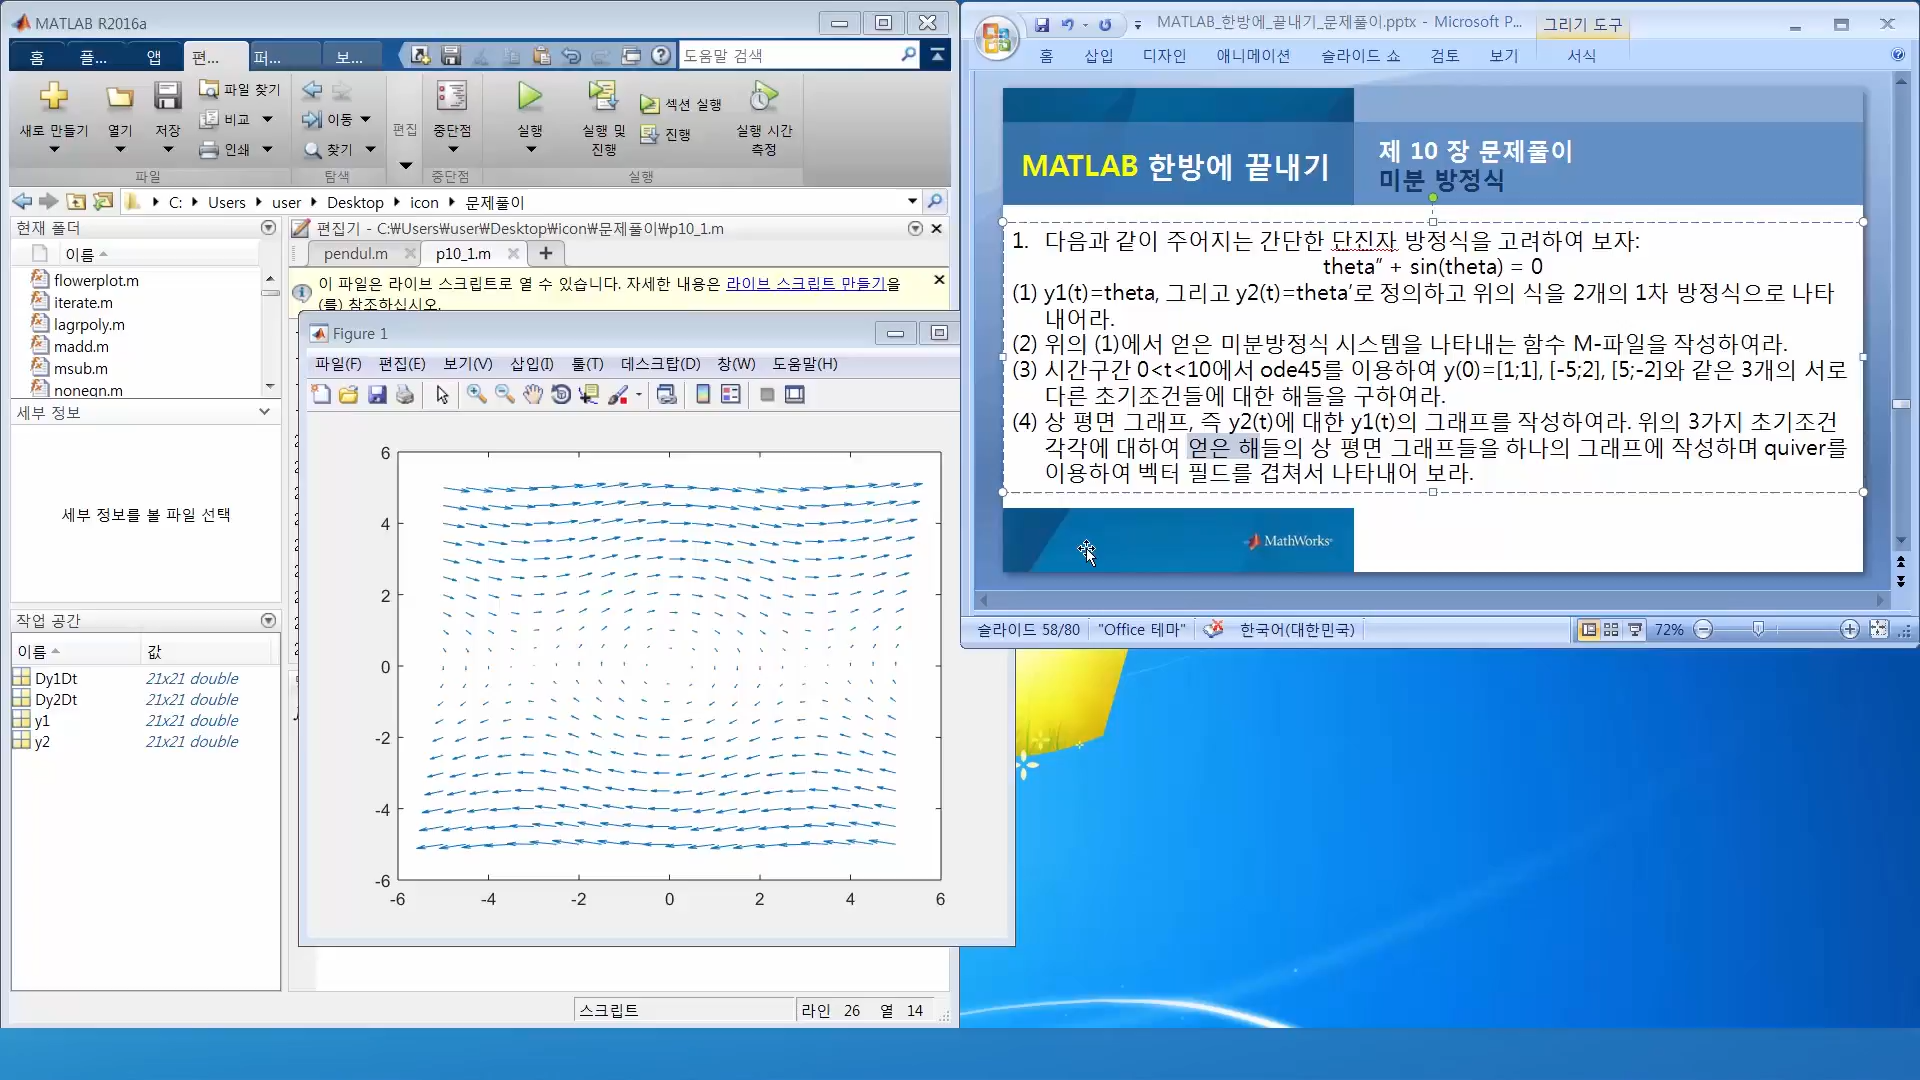 MATLAB R2016a
홈 플... 앱 편... 퍼... 보...
도움말 검색
새로 만들기 열기 저장 파일 찾기 비교 인쇄
이동 찾기
편집
중단점
실행 실행 및 진행 섹션 실행 진행 실행 시간 측정
파일 탐색 중단점 실행
C: Users user Desktop icon 문제풀이
현재 폴더
이름
flowerplot.m
iterate.m
lagrpoly.m
madd.m
msub.m
noneqn.m
세부 정보
세부 정보를 볼 파일 선택
작업 공간
이름 값
Dy1Dt 21x21 double
Dy2Dt 21x21 double
y1 21x21 double
y2 21x21 double
편집기 - C:₩Users₩user₩Desktop₩icon₩문제풀이₩p10_1.m
pendul.m p10_1.m
이 파일은 라이브 스크립트로 열 수 있습니다. 자세한 내용은 라이브 스크립트 만들기을
(를) 참조하십시오.
Figure 1
파일(F) 편집(E) 보기(V) 삽입(I) 툴(T) 데스크탑(D) 창(W) 도움말(H)
6
4
2
0
-2
-4
-6
-6 -4 -2 0 2 4 6
스크립트 라인 26 열 14
MATLAB_한방에_끝내기_문제풀이.pptx - Microsoft P...
그리기 도구
홈 삽입 디자인 애니메이션 슬라이드 쇼 검토 보기 서식
MATLAB 한방에 끝내기
제 10 장 문제풀이
미분 방정식
1. 다음과 같이 주어지는 간단한 단진자 방정식을 고려하여 보자:
theta” + sin(theta) = 0
(1) y1(t)=theta, 그리고 y2(t)=theta’로 정의하고 위의 식을 2개의 1차 방정식으로 나타
내어라.
(2) 위의 (1)에서 얻은 미분방정식 시스템을 나타내는 함수 M-파일을 작성하여라.
(3) 시간구간 0<t<10에서 ode45를 이용하여 y(0)=[1;1], [-5;2], [5;-2]와 같은 3개의 서로
다른 초기조건들에 대한 해들을 구하여라.
(4) 상 평면 그래프, 즉 y2(t)에 대한 y1(t)의 그래프를 작성하여라. 위의 3가지 초기조건
각각에 대하여 얻은 해들의 상 평면 그래프들을 하나의 그래프에 작성하며 quiver를
이용하여 벡터 필드를 겹쳐서 나타내어 보라.
MathWorks
슬라이드 58/80 "Office 테마" 한국어(대한민국) 72%